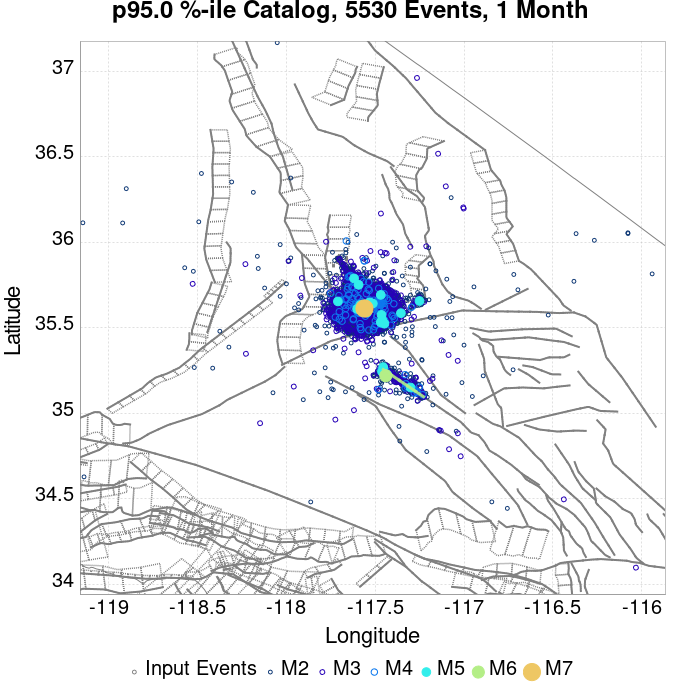 p95.0 %-ile Catalog, 5530 Events, 1 Month
37
36.5
36
35.5
35
34.5
34
Latitude
-119 -118.5 -118 -117.5 -117 -116.5 -116
Longitude
Input Events M2 M3 M4 M5 M6 M7